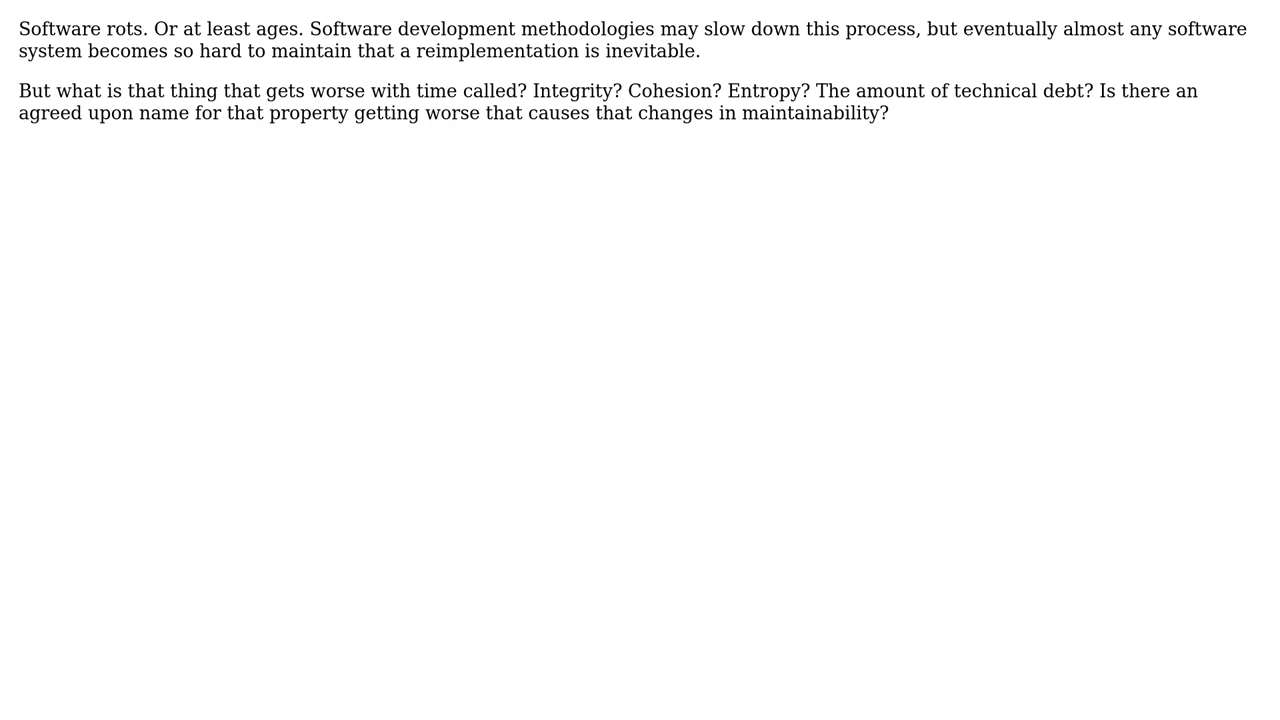 Software rots. Or at least ages. Software development methodologies may slow down this process, but eventually almost any software
system becomes so hard to maintain that a reimplementation is inevitable.
But what is that thing that gets worse with time called? Integrity? Cohesion? Entropy? The amount of technical debt? Is there an
agreed upon name for that property getting worse that causes that changes in maintainability?